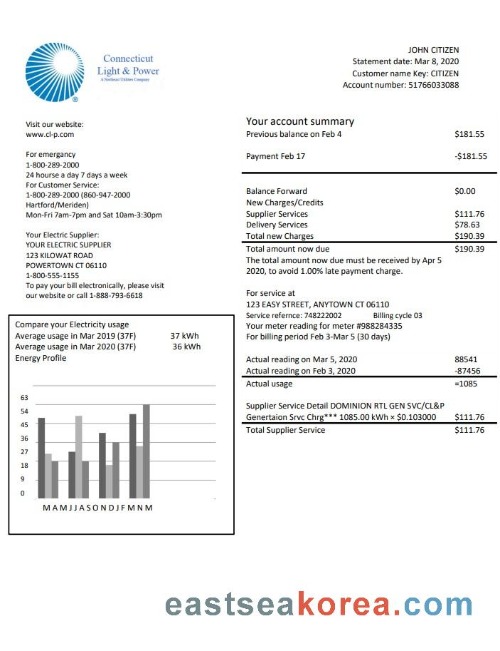 Connecticut
Light & Power
A Northeast Utilities Company
®
JOHN CITIZEN
Statement date: Mar 8, 2020
Customer name Key: CITIZEN
Account number: 51766033088
Visit our website:
www.cl-p.com
For emergancy
1-800-289-2000
24 hourse a day 7 days a week
For Customer Service:
1-800-289-2000 (860-947-2000
Hartford/Meriden)
Mon-Fri 7am-7pm and Sat 10am-3:30pm
Your Electric Supplier:
YOUR ELECTRIC SUPPLIER
123 KILOWAT ROAD
POWERTOWN CT 06110
1-800-555-1155
To pay your bill electronically, please visit
our website or call 1-888-793-6618
Compare your Electricity usage
Average usage in Mar 2019 (37F) 37 kWh
Average usage in Mar 2020 (37F) 36 kWh
Energy Profile
63
54
45
36
27
18
9
0
M A M J J A S O N D J F M N M
Your account summary
Previous balance on Feb 4 $181.55
Payment Feb 17 -$181.55
Balance Forward $0.00
New Charges/Credits
Supplier Services $111.76
Delivery Services $78.63
Total new Charges $190.39
Total amount now due $190.39
The total amount now due must be received by Apr 5
2020, to avoid 1.00% late payment charge.
For service at
123 EASY STREET, ANYTOWN CT 06110
Service refernce: 748222002 Billing cycle 03
Your meter reading for meter #988284335
For billing period Feb 3-Mar 5 (30 days)
Actual reading on Mar 5, 2020 88541
Actual reading on Feb 3, 2020 -87456
Actual usage =1085
Supplier Service Detail DOMINION RTL GEN SVC/CL&P
Genertaion Srvc Chrg*** 1085.00 kWh × $0.103000 $111.76
Total Supplier Service $111.76
eastseakorea.com